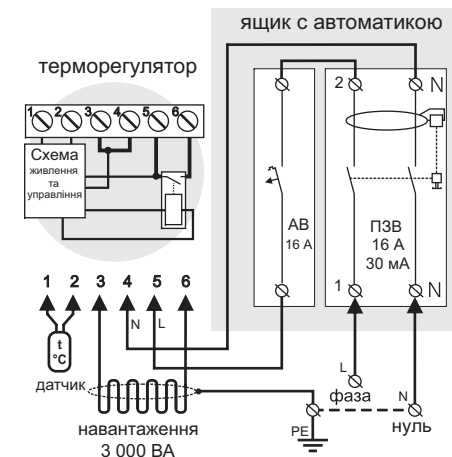 ящик с автоматикою
терморегулятор
1 2 3 4 5 6
Схема
живлення
та
управління
2 N
АВ
16 А
ПЗВ
16 А
30 мА
1 N
1 2 3 4 5 6
N L
t
°C
датчик
навантаження
3 000 ВА
L
фаза
N
нуль
PE